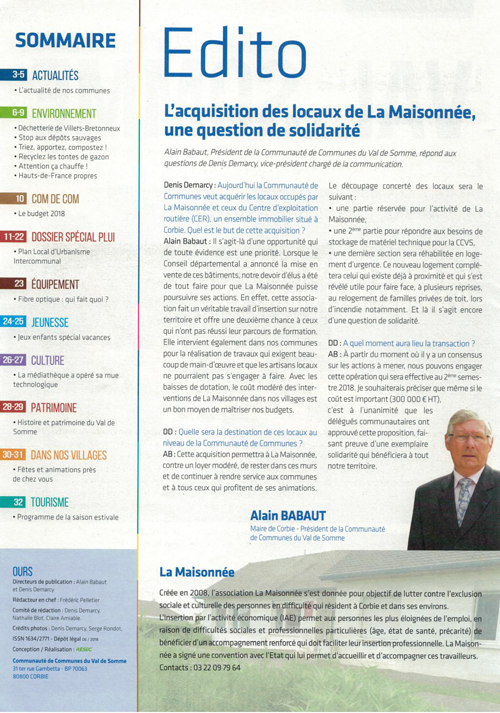 SOMMAIRE
3-5 ACTUALITÉS
• L'actualité de nos communes
6-9 ENVIRONNEMENT
• Déchetterie de Villers-Bretonneux
• Stop aux dépôts sauvages
• Triez, apportez, compostez !
• Recyclez les tontes de gazon
• Attention ça chauffe !
• Hauts-de-France propres
10 COM DE COM
• Le budget 2018
11-22 DOSSIER SPÉCIAL PLUI
• Plan Local d'Urbanisme
Intercommunal
23 ÉQUIPEMENT
• Fibre optique : qui fait quoi ?
24-25 JEUNESSE
• Jeux enfants spécial vacances
26-27 CULTURE
• La médiathèque a opéré sa mue
technologique
28-29 PATRIMOINE
• Histoire et patrimoine du Val de
Somme
30-31 DANS NOS VILLAGES
• Fêtes et animations près
de chez vous
32 TOURISME
• Programme de la saison estivale
OURS
Directeurs de publication : Alain Babaut
et Denis Demarcy
Rédacteur en chef : Frédéric Pelletier
Comité de rédaction : Denis Demarcy,
Nathalie Blot, Claire Amiable.
Crédits photos : Denis Demarcy, Serge Rondot.
ISSN 1634/2771 - Dépôt légal 06 / 2018
Conception / Réalisation :
Communauté de Communes du Val de Somme
31 ter rue Gambetta - BP 70063
80800 CORBIE
Edito
L'acquisition des locaux de La Maisonnée,
une question de solidarité
Alain Babaut, Président de la Communauté de Communes du Val de Somme, répond aux
questions de Denis Demarcy, vice-président chargé de la communication.
Denis Demarcy : Aujourd'hui la Communauté de
Communes veut acquérir les locaux occupés par
La Maisonnée et ceux du Centre d'Exploitation
routière (CER), un ensemble immobilier situé à
Corbie. Quel est le but de cette acquisition ?
Alain Babaut : Il s'agit-là d'une opportunité qui
de toute évidence est une priorité. Lorsque le
Conseil départemental a annoncé la mise en
vente de ces bâtiments, notre devoir d'élus a été
de tout faire pour que La Maisonnée puisse
poursuivre ses actions. En effet, cette associa-
tion fait un véritable travail d'insertion sur notre
territoire et offre une deuxième chance à ceux
qui n'ont pas réussi leur parcours de formation.
Elle intervient également dans nos communes
pour la réalisation de travaux qui exigent beau-
coup de main-d'œuvre et que les artisans locaux
ne pourraient pas s'engager à faire. Avec les
baisses de dotation, le coût modéré des inter-
ventions de La Maisonnée dans nos villages est
un bon moyen de maîtriser nos budgets.
DD : Quelle sera la destination de ces locaux au
niveau de la Communauté de Communes ?
AB : Cette acquisition permettra à La Maisonnée,
contre un loyer modéré, de rester dans ces murs
et de continuer à rendre service aux communes
et à tous ceux qui profitent de ses animations.
Le découpage concerté des locaux sera le
suivant :
• une partie réservée pour l'activité de La
Maisonnée,
• une 2ème partie pour répondre aux besoins de
stockage de matériel technique pour la CCVS,
• une dernière section sera réhabilitée en loge-
ment d'urgence. Ce nouveau logement complé-
tera celui qui existe déjà à proximité et qui s'est
révélé utile pour faire face, à plusieurs reprises,
au relogement de familles privées de toit, lors
d'incendie notamment. Et là il s'agit encore
d'une question de solidarité.
DD : A quel moment aura lieu la transaction ?
AB : À partir du moment où il y a un consensus
sur les actions à mener, nous pouvons engager
cette opération qui sera effective au 2ème semes-
tre 2018. Je souhaiterais préciser que même si le
coût est important (300 000 € HT),
c'est à l'unanimité que les
délégués communautaires ont
approuvé cette proposition, fai-
sant preuve d'une exemplaire
solidarité qui bénéficiera à tout
notre territoire.
Alain BABAUT
Maire de Corbie - Président de la Communauté
de Communes du Val de Somme
La Maisonnée
Créée en 2008, l'association La Maisonnée s'est donnée pour objectif de lutter contre l'exclusion
sociale et culturelle des personnes en difficulté qui résident à Corbie et dans ses environs.
L'insertion par l'activité économique (IAE) permet aux personnes les plus éloignées de l'emploi, en
raison de difficultés sociales et professionnelles particulières (âge, état de santé, précarité) de
bénéficier d'un accompagnement renforcé qui doit faciliter leur insertion professionnelle. La Maison-
née a signé une convention avec l'Etat qui lui permet d'accueillir et d'accompagner ces travailleurs.
Contacts : 03 22 09 79 64